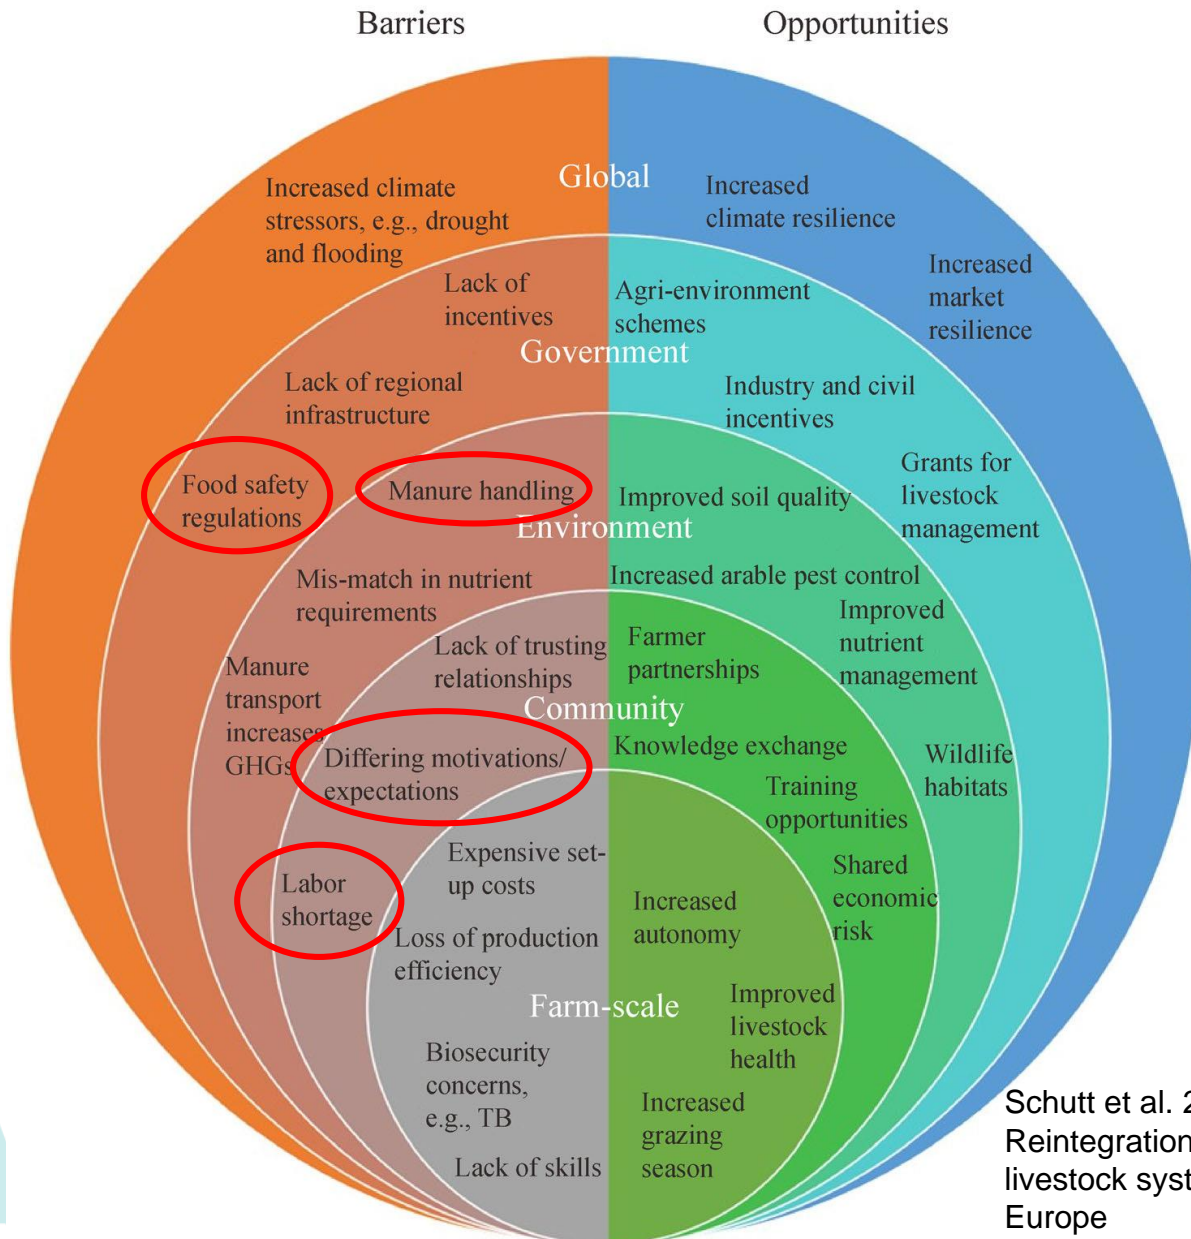 Barriers
Opportunities
Global
Increased climate
stressors, e.g., drought
and flooding
Increased
climate resilience
Increased
market
resilience
Lack of
incentives
Agri-environment
schemes
Government
Lack of regional
infrastructure
Industry and civil
incentives
Food safety
regulations
Grants for
livestock
management
Manure handling
Improved soil quality
Environment
Mis-match in nutrient
requirements
Increased arable pest control
Improved
nutrient
management
Manure
transport
increases
GHGs
Wildlife
habitats
Lack of trusting
relationships
Farmer
partnerships
Community
Differing motivations/
expectations
Knowledge exchange
Training
opportunities
Labor
shortage
Shared
economic
risk
Expensive set-
up costs
Increased
autonomy
Loss of production
efficiency
Farm-scale
Improved
livestock
health
Biosecurity
concerns,
e.g., TB
Increased
grazing
season
Lack of skills
Schutt et al. 2
Reintegration
livestock syst
Europe